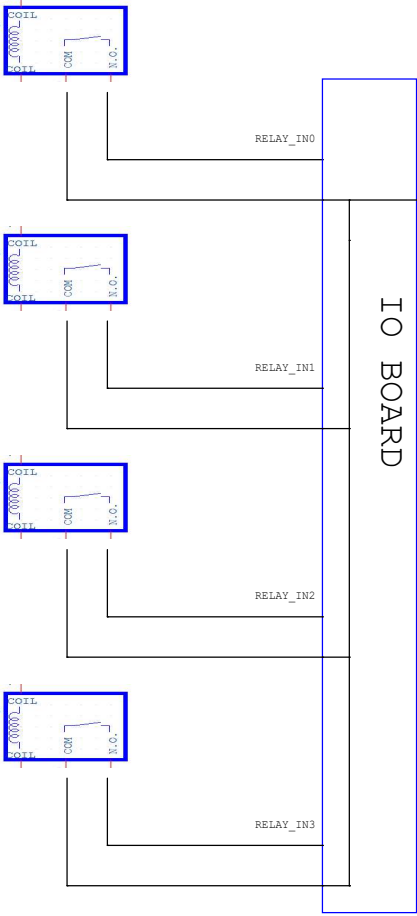 COIL
COM
N.O.
COIL
RELAY_IN0
COIL
COM
N.O.
COIL
RELAY_IN1
IO BOARD
COIL
COM
N.O.
COIL
RELAY_IN2
COIL
COM
N.O.
COIL
RELAY_IN3